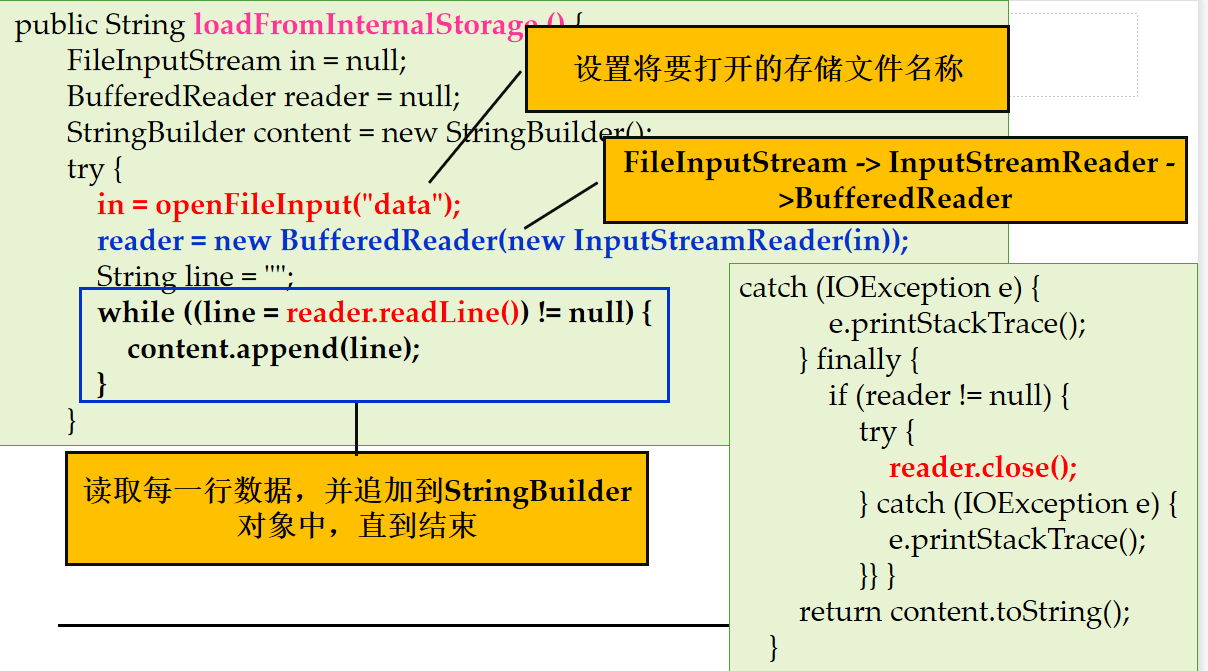 public String loadFromInternalStorage () {
FileInputStream in = null;
BufferedReader reader = null;
StringBuilder content = new StringBuilder();
try {
in = openFileInput("data");
reader = new BufferedReader(new InputStreamReader(in));
String line = "";
while ((line = reader.readLine()) != null) {
content.append(line);
}
}
设置将要打开的存储文件名称
FileInputStream -> InputStreamReader -
>BufferedReader
读取每一行数据，并追加到StringBuilder
对象中，直到结束
catch (IOException e) {
e.printStackTrace();
} finally {
if (reader != null) {
try {
reader.close();
} catch (IOException e) {
e.printStackTrace();
}} }
return content.toString();
}